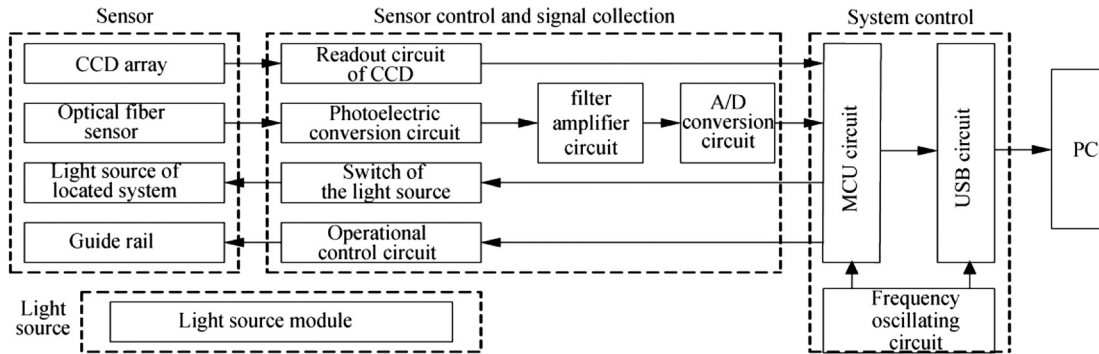 Sensor
Sensor control and signal collection
System control
CCD array
Readout circuit
of CCD
Optical fiber
sensor
Photoelectric
conversion circuit
filter
amplifier
circuit
A/D
conversion
circuit
Light source of
located system
Switch of
the light source
Guide rail
Operational
control circuit
MCU circuit
USB circuit
PC
Frequency
oscillating
circuit
Light
source
Light source module